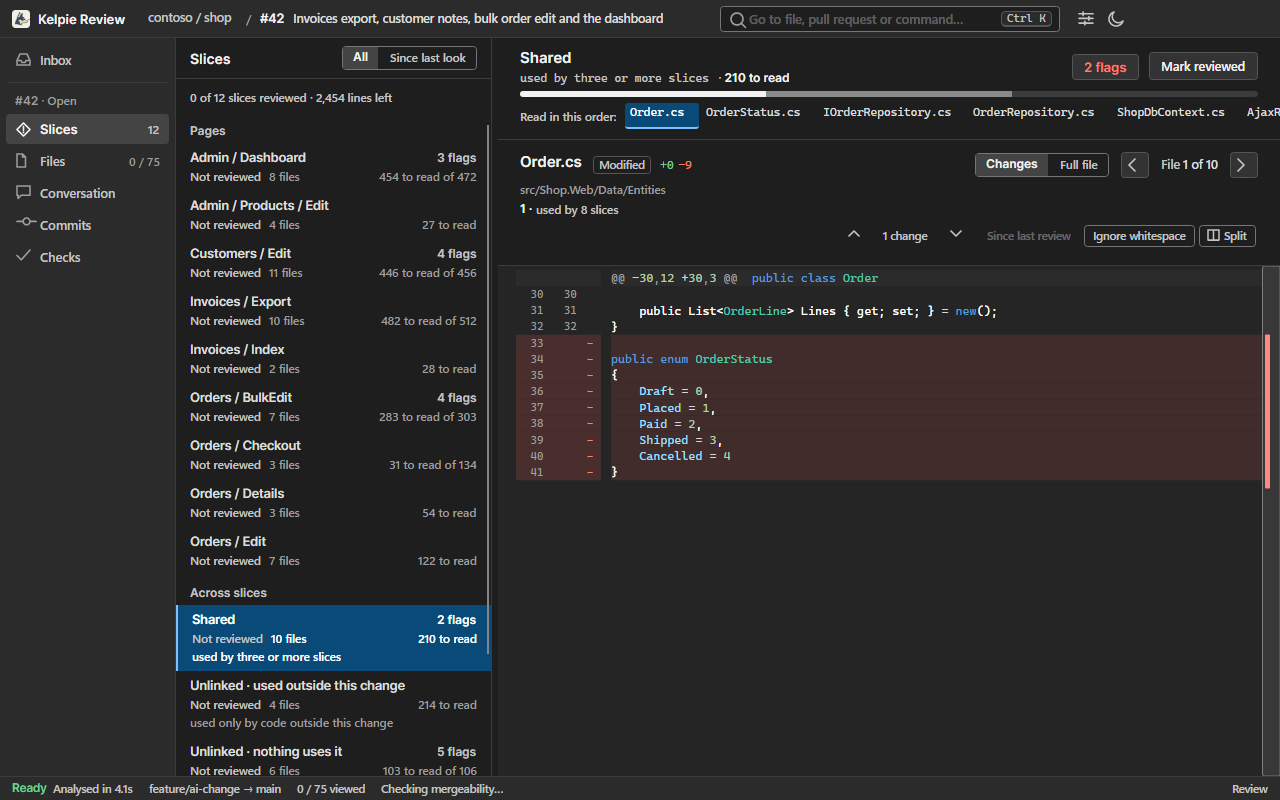 Kelpie Review contoso / shop / #42 Invoices export, customer notes, bulk order edit and the dashboard Go to file, pull request or command... Ctrl K
Inbox
#42 · Open
Slices 12
Files 0 / 75
Conversation
Commits
Checks
Slices All Since last look
0 of 12 slices reviewed · 2,454 lines left
Pages
Admin / Dashboard 3 flags
Not reviewed 8 files 454 to read of 472
Admin / Products / Edit
Not reviewed 4 files 27 to read
Customers / Edit 4 flags
Not reviewed 11 files 446 to read of 456
Invoices / Export
Not reviewed 10 files 482 to read of 512
Invoices / Index
Not reviewed 2 files 28 to read
Orders / BulkEdit 4 flags
Not reviewed 7 files 283 to read of 303
Orders / Checkout
Not reviewed 3 files 31 to read of 134
Orders / Details
Not reviewed 3 files 54 to read
Orders / Edit
Not reviewed 7 files 122 to read
Across slices
Shared 2 flags
Not reviewed 10 files 210 to read
used by three or more slices
Unlinked · used outside this change
Not reviewed 4 files 214 to read
used only by code outside this change
Unlinked · nothing uses it 5 flags
Not reviewed 6 files 103 to read of 106
Shared
used by three or more slices · 210 to read
2 flags Mark reviewed
Read in this order: Order.cs OrderStatus.cs IOrderRepository.cs OrderRepository.cs ShopDbContext.cs AjaxR
Order.cs Modified +0 −9 Changes Full file File 1 of 10
src/Shop.Web/Data/Entities
1 · used by 8 slices
1 change Since last review Ignore whitespace Split
@@ −30,12 +30,3 @@ public class Order
30 30
31 31 public List<OrderLine> Lines { get; set; } = new();
32 32 }
33 −
34 − public enum OrderStatus
35 − {
36 − Draft = 0,
37 − Placed = 1,
38 − Paid = 2,
39 − Shipped = 3,
40 − Cancelled = 4
41 − }
Ready Analysed in 4.1s feature/ai-change → main 0 / 75 viewed Checking mergeability... Review